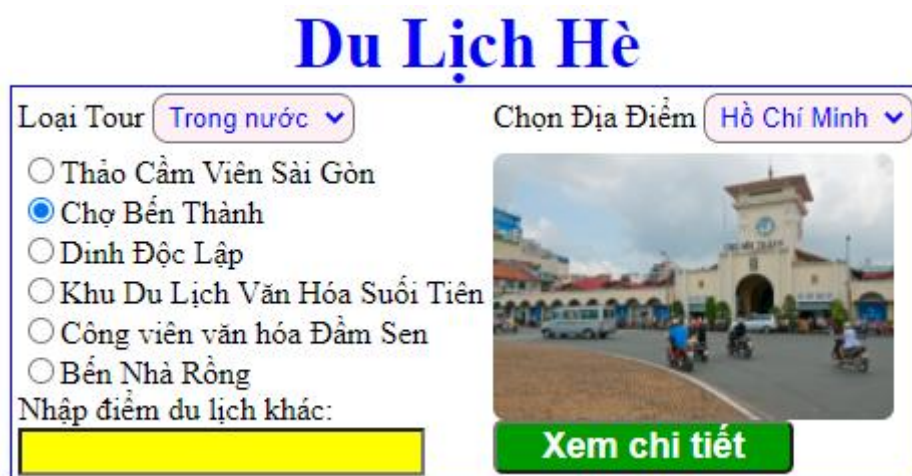 Du Lịch Hè
Loại Tour Trong nước
Chọn Địa Điểm Hồ Chí Minh
Thảo Cầm Viên Sài Gòn
Chợ Bến Thành
Dinh Độc Lập
Khu Du Lịch Văn Hóa Suối Tiên
Công viên văn hóa Đầm Sen
Bến Nhà Rồng
Nhập điểm du lịch khác:
Xem chi tiết